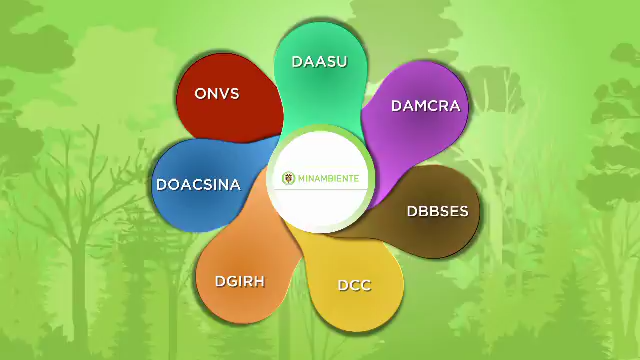 DAASU
ONVS
DAMCRA
MINAMBIENTE
DOACSINA
DBBSES
DGIRH
DCC